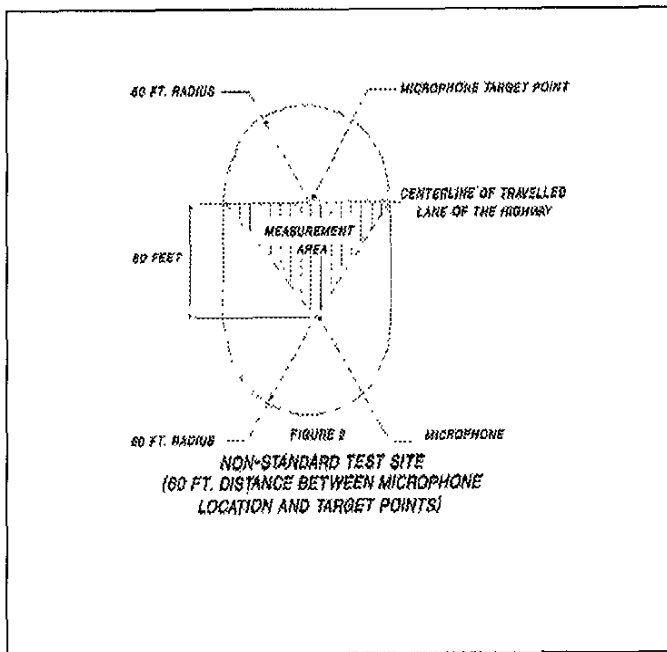 60 FT. RADIUS
MICROPHONE TARGET POINT
CENTERLINE OF TRAVELLED
LANE OF THE HIGHWAY
MEASUREMENT
AREA
60 FEET
60 FT. RADIUS
FIGURE 2
MICROPHONE
NON-STANDARD TEST SITE
(60 FT. DISTANCE BETWEEN MICROPHONE
LOCATION AND TARGET POINTS)